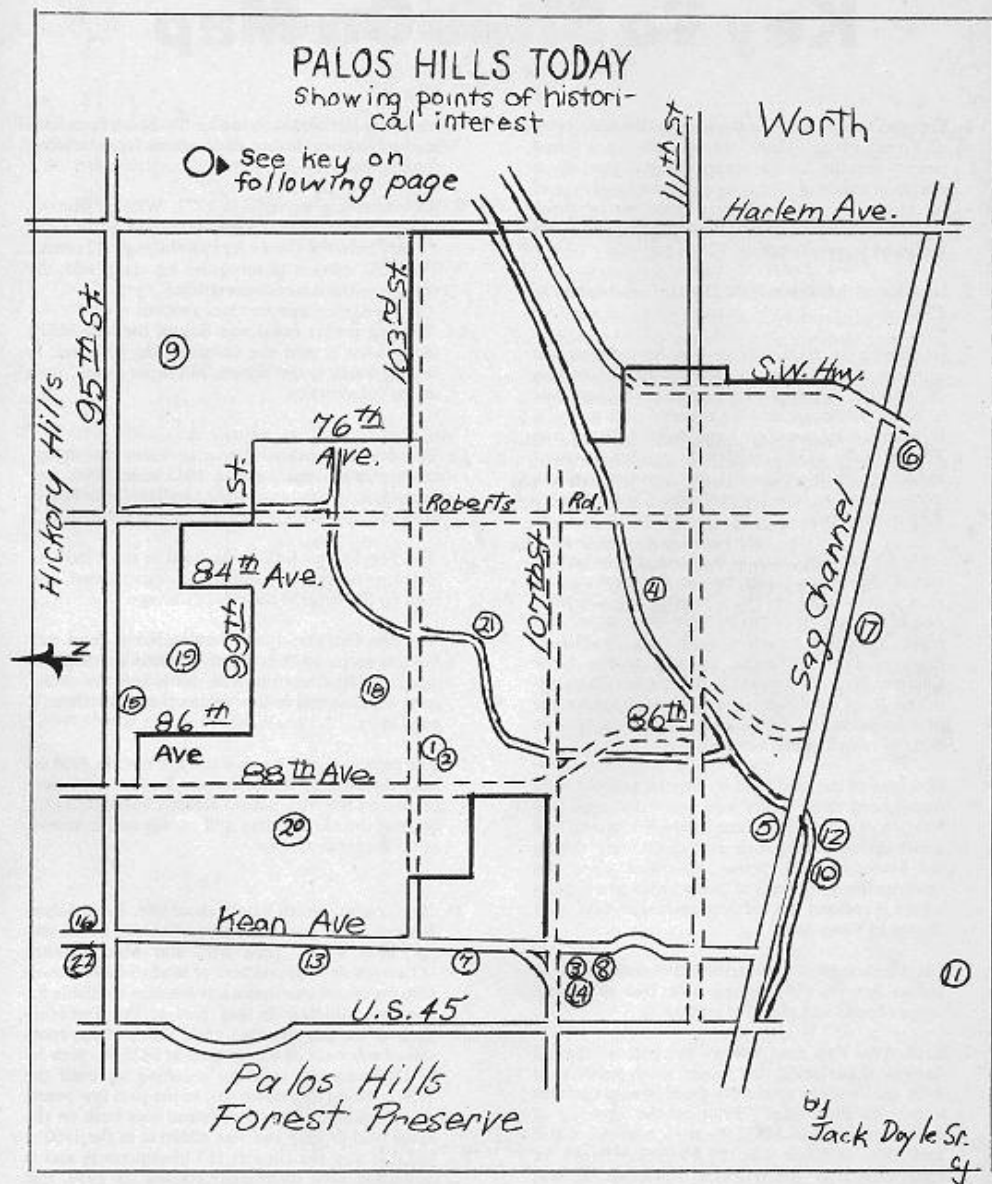 PALOS HILLS TODAY
Showing points of histori-
cal interest
See key on
following page
Worth
111th St
Harlem Ave.
95th St
103rd St
Hickory Hills
9
S.W. Hwy.
76th
Ave.
6
St
Roberts
Rd.
Sag Channel
84th Ave.
99th
107th St
4
21
17
N
19
18
15
86th
Ave
86th
1
2
88th Ave.
20
5
12
10
16
Kean Ave
22
13
7
3
8
14
11
U.S. 45
Palos Hills
Forest Preserve
by
Jack Doyle Sr.
cj